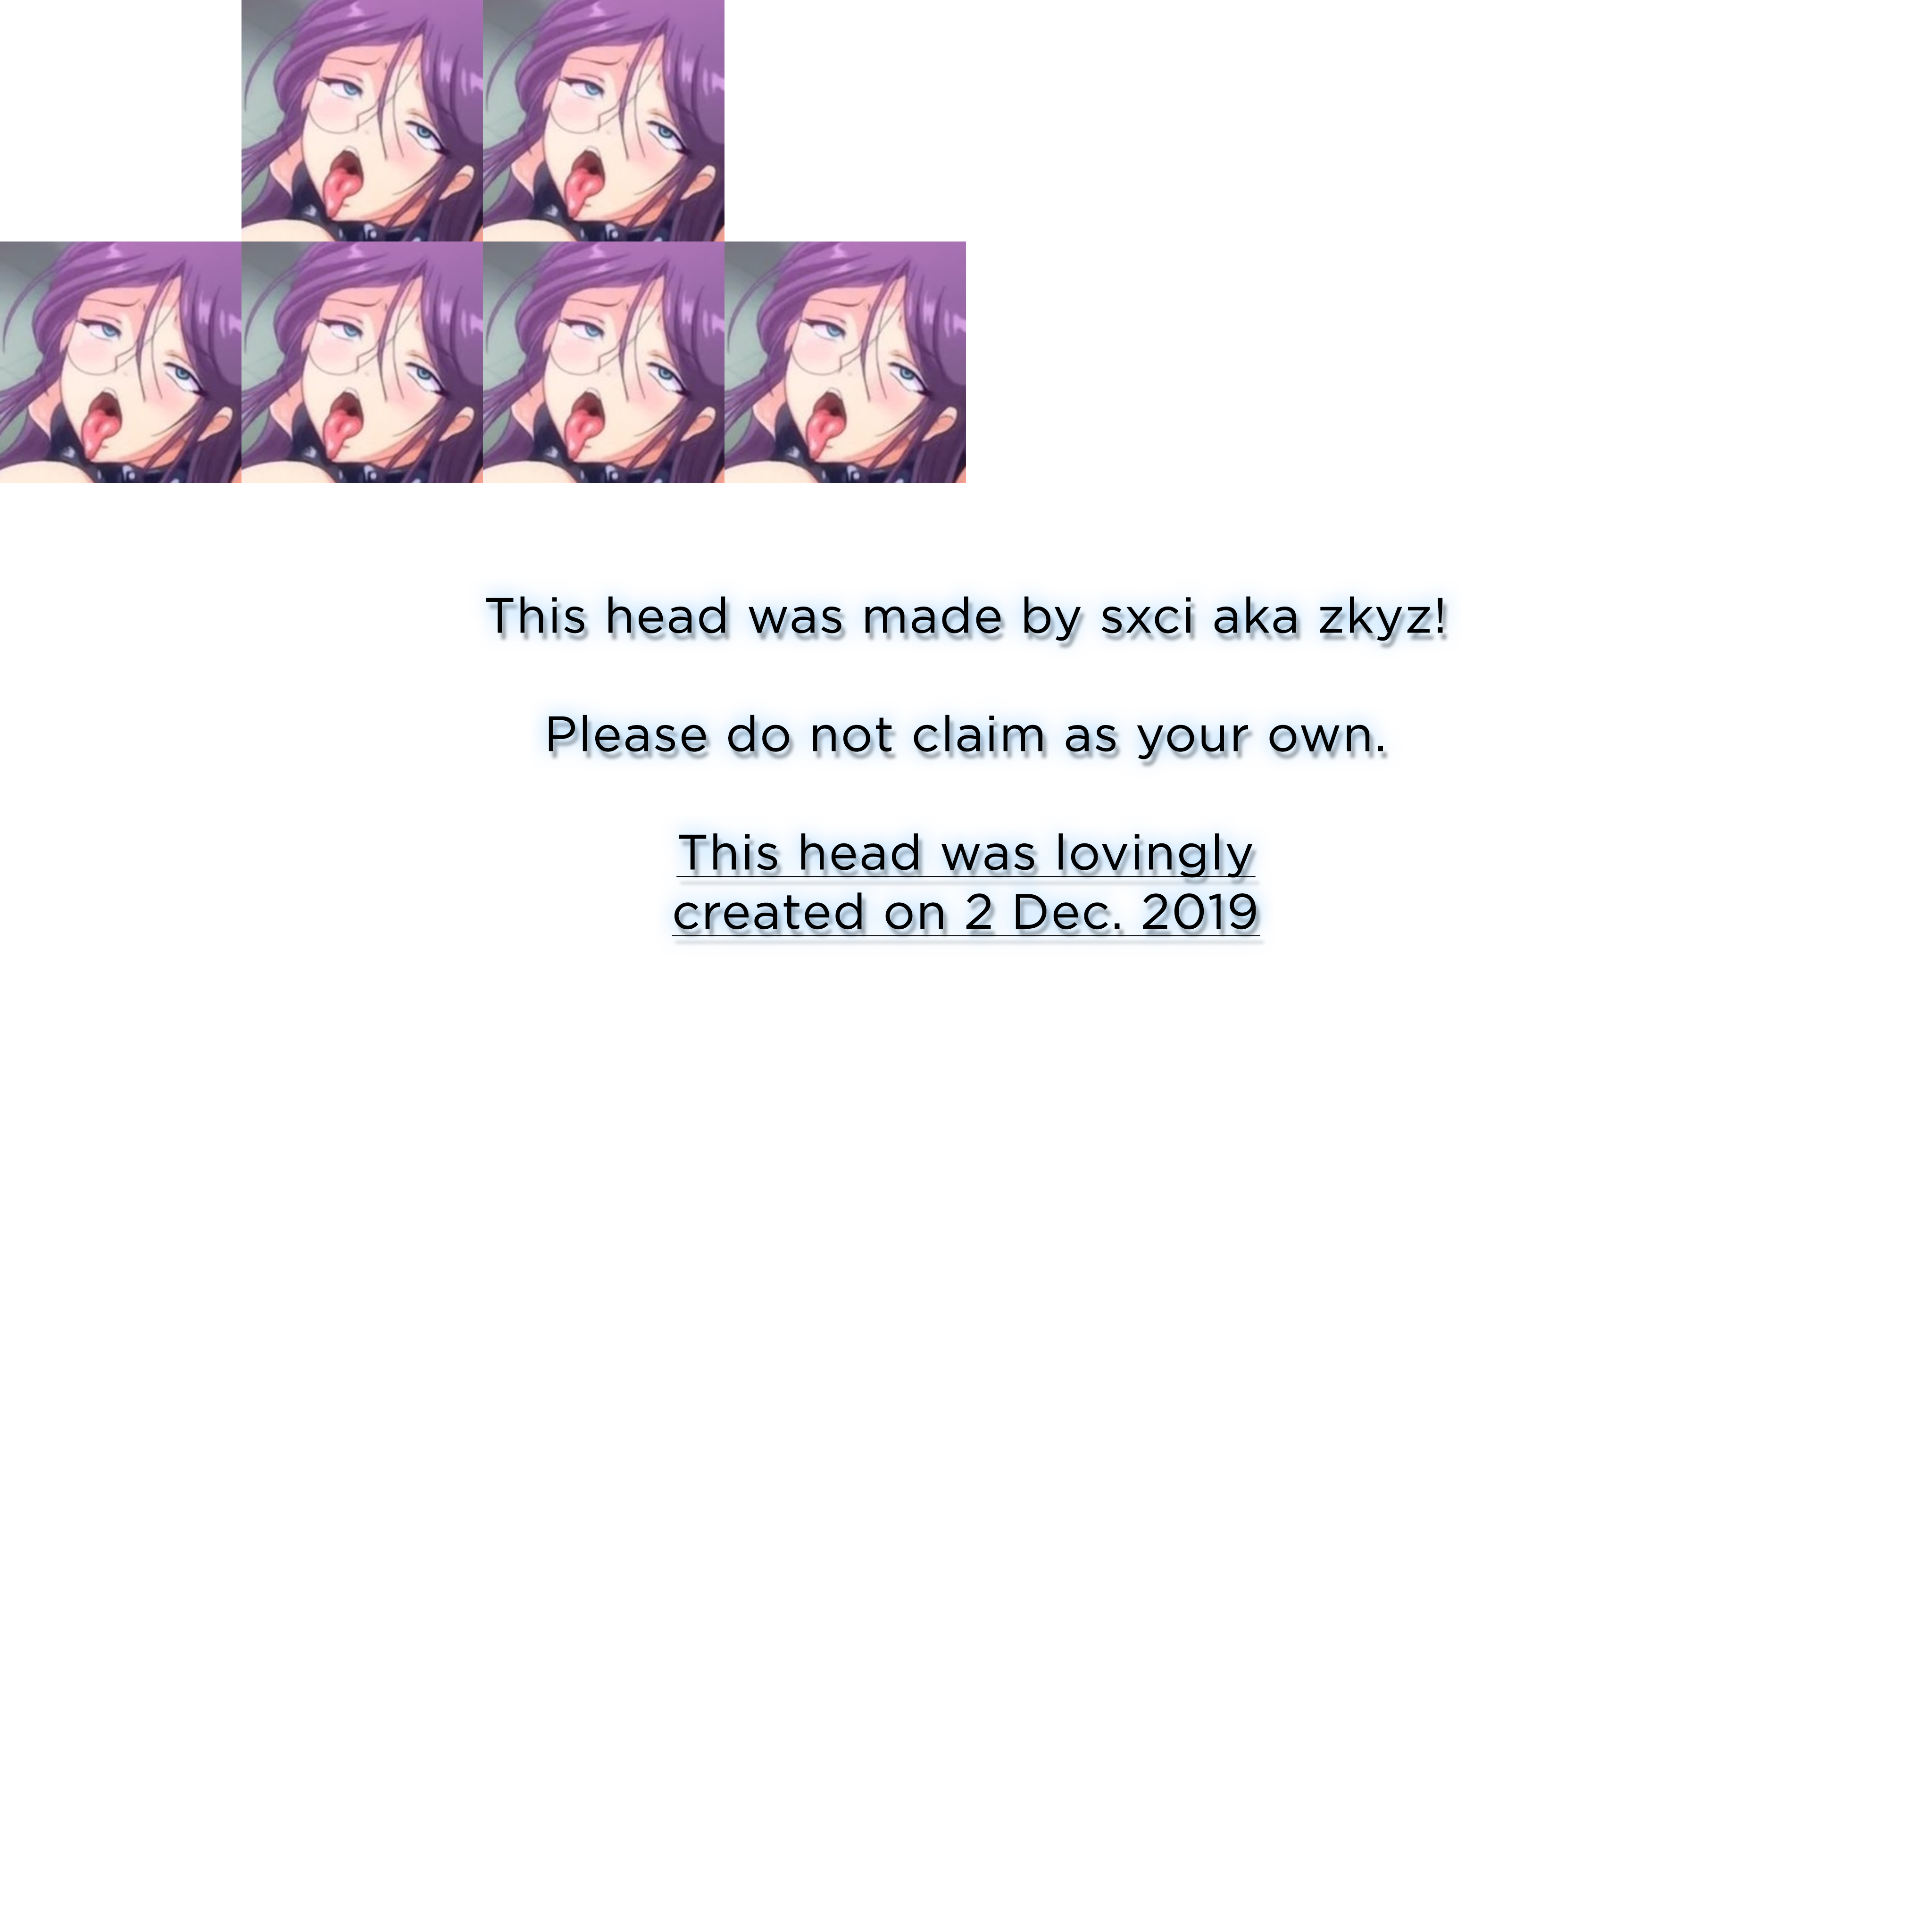 This head was made by sxci aka zkyz!
Please do not claim as your own.
This head was lovingly
created on 2 Dec. 2019